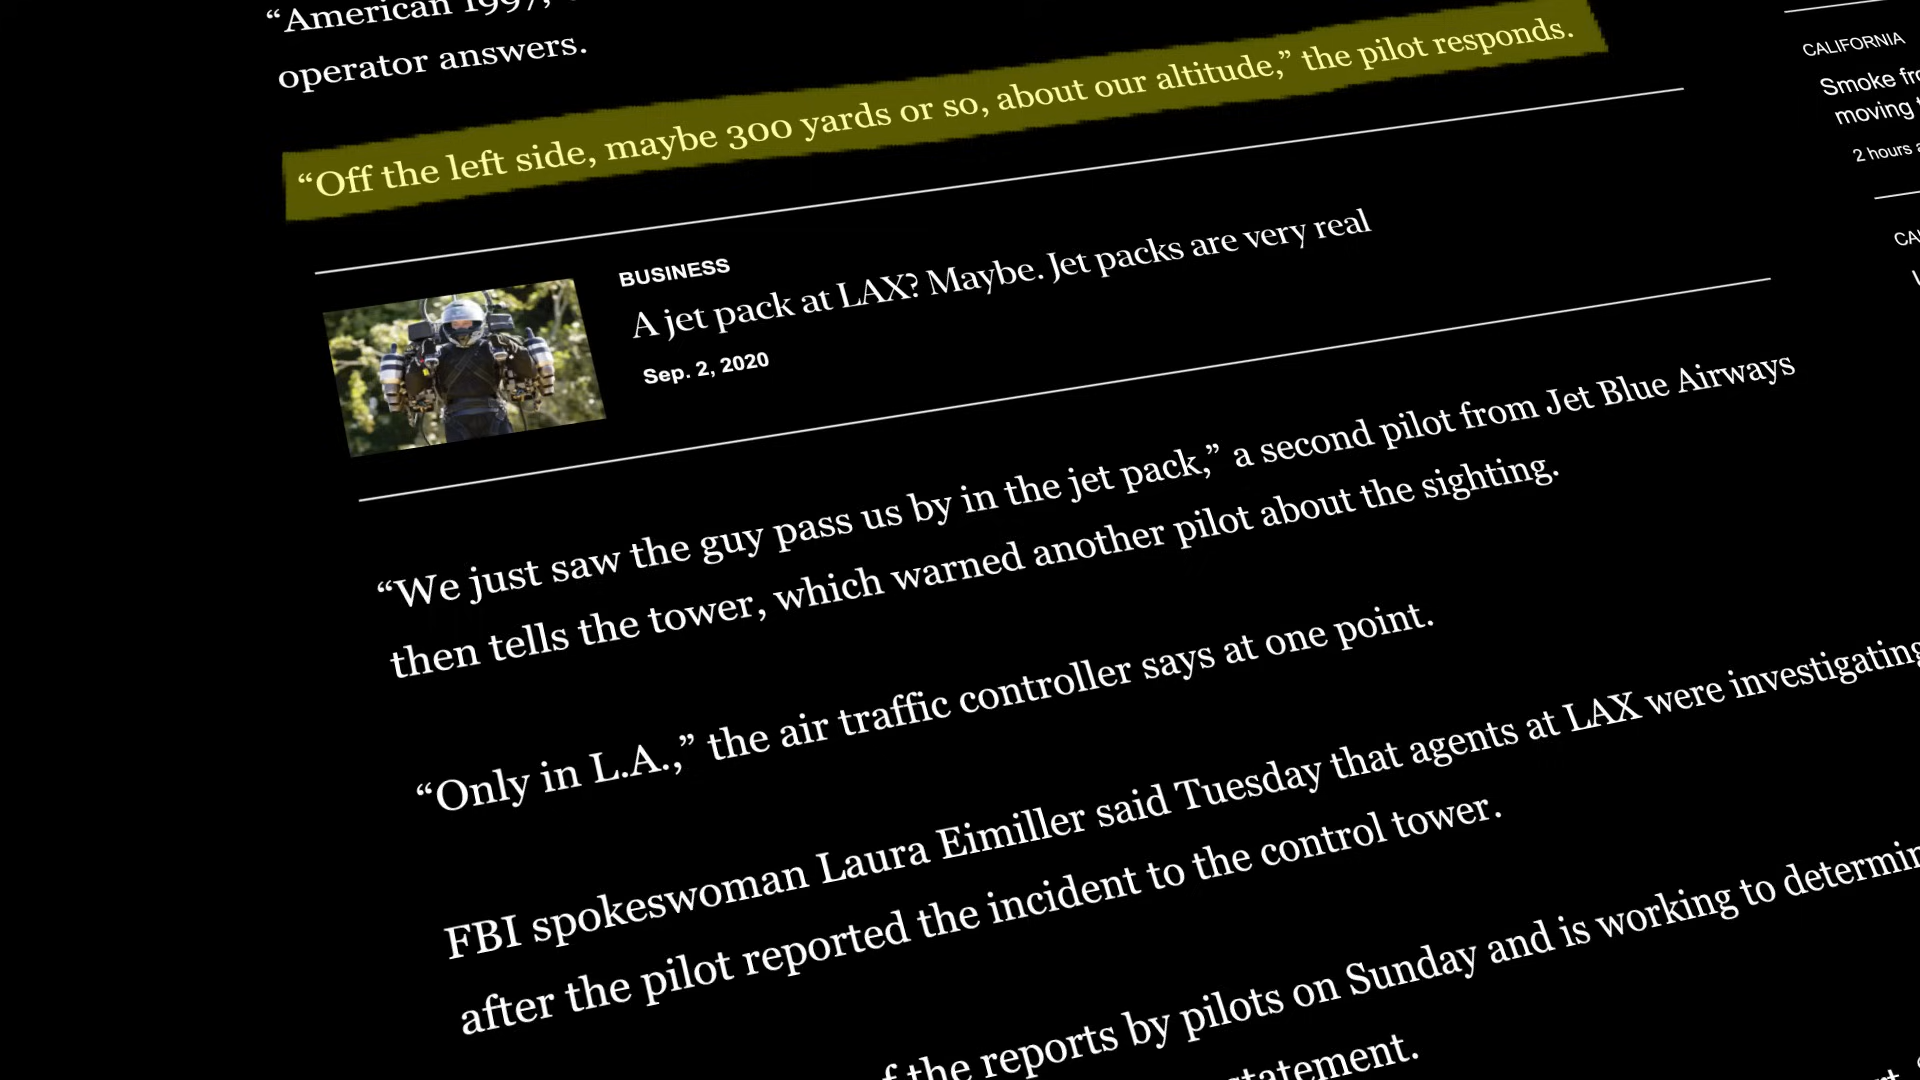 “American 1997,
operator answers.
“Off the left side, maybe 300 yards or so, about our altitude,” the pilot responds.
BUSINESS
A jet pack at LAX? Maybe. Jet packs are very real
Sep. 2, 2020
“We just saw the guy pass us by in the jet pack,” a second pilot from Jet Blue Airways
then tells the tower, which warned another pilot about the sighting.
“Only in L.A.,” the air traffic controller says at one point.
FBI spokeswoman Laura Eimiller said Tuesday that agents at LAX were investigating
after the pilot reported the incident to the control tower.
the reports by pilots on Sunday and is working to
statement.
CALIFORNIA
Smoke
moving
2 hours